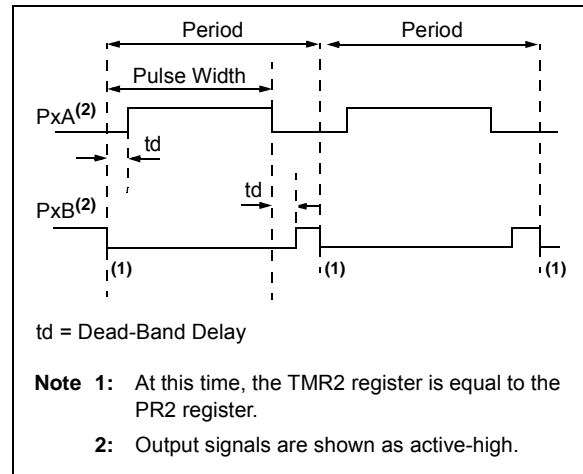 Period Period
Pulse Width
PxA(2)
td
td
PxB(2)
(1) (1) (1)
td = Dead-Band Delay
Note 1: At this time, the TMR2 register is equal to the
PR2 register.
2: Output signals are shown as active-high.